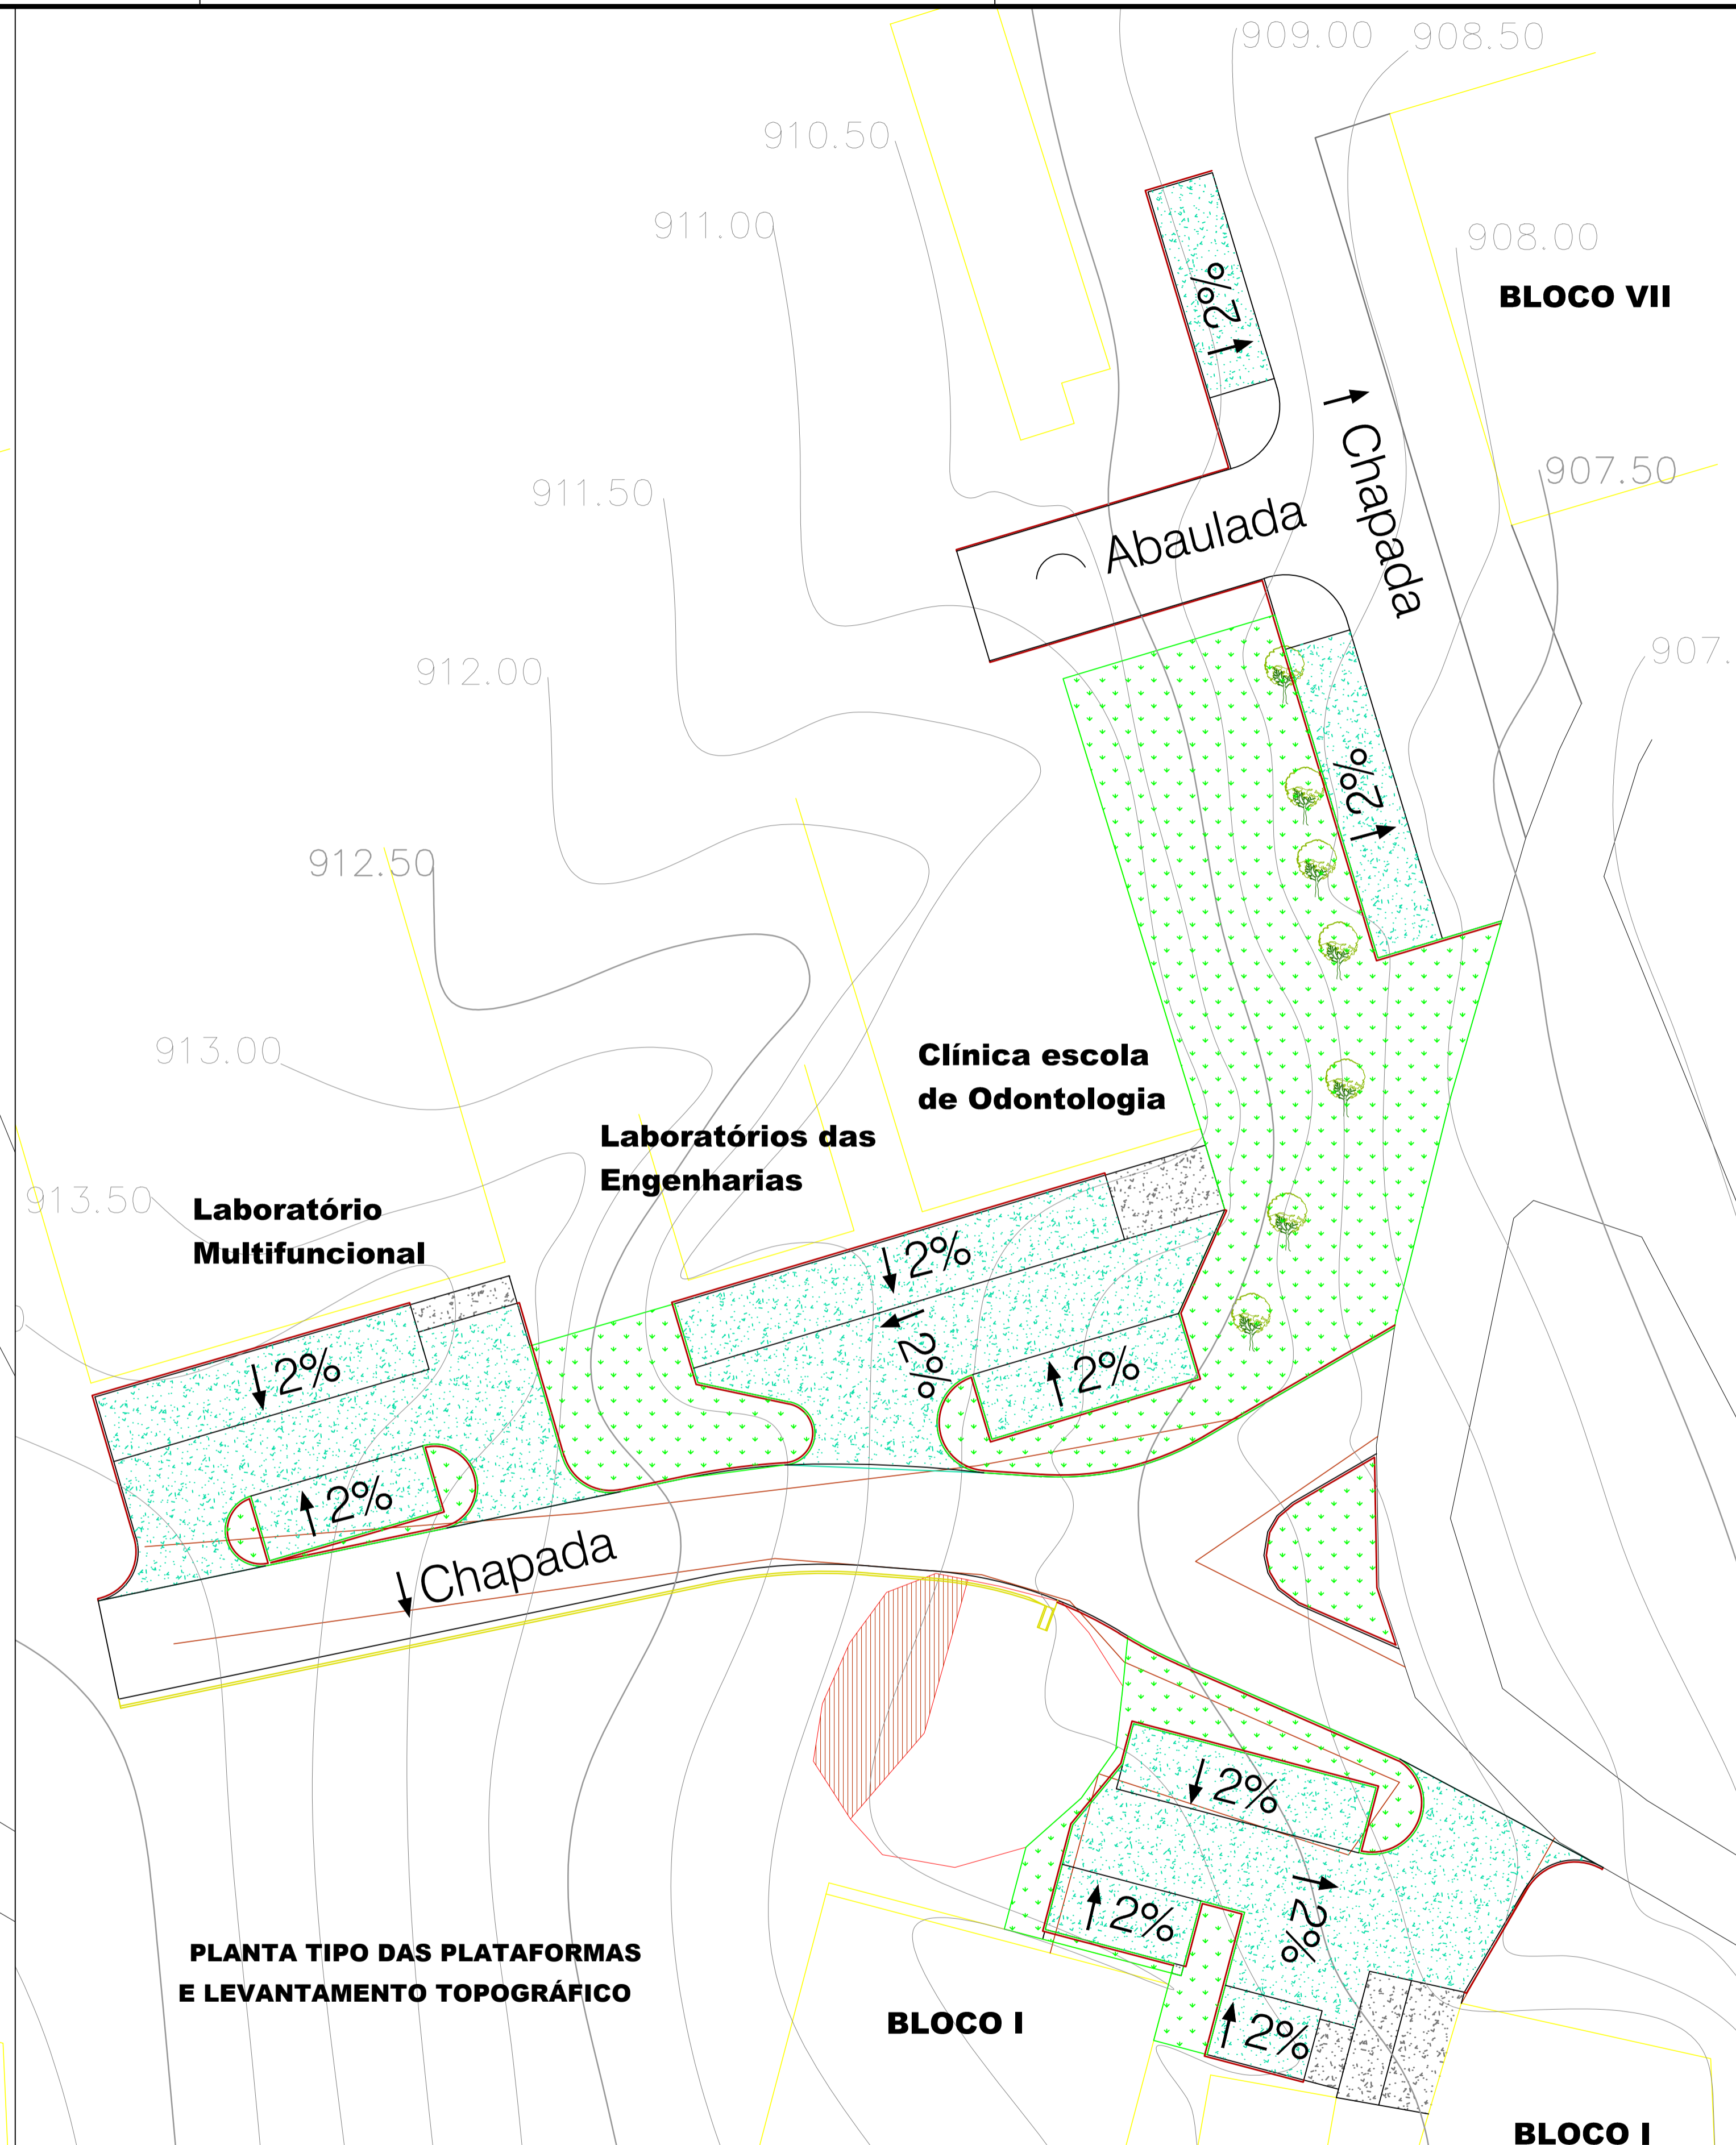 909.00
908.50
910.50
911.00
908.00
BLOCO VII
2%
Chapada
907.50
911.50
Abaulada
907.
912.00
2%
912.50
913.00
Clínica escola
de Odontologia
Laboratórios das
Engenharias
913.50
Laboratório
Multifuncional
2%
2%
2%
2%
2%
Chapada
2%
2%
2%
2%
PLANTA TIPO DAS PLATAFORMAS
E LEVANTAMENTO TOPOGRÁFICO
BLOCO I
2%
BLOCO I